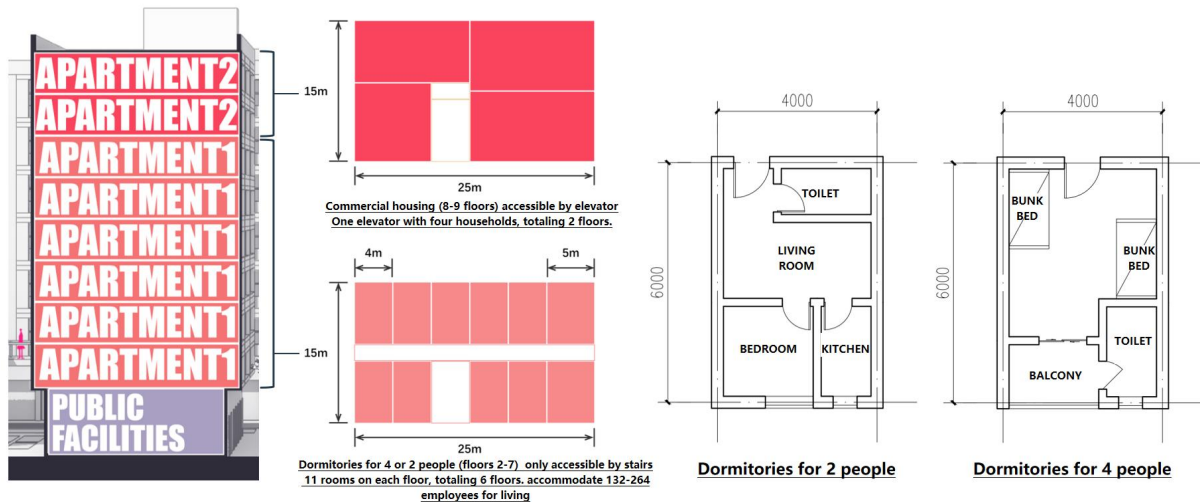 APARTMENT2
APARTMENT2
APARTMENT1
APARTMENT1
APARTMENT1
APARTMENT1
APARTMENT1
APARTMENT1
PUBLIC
FACILITIES
15m
25m
Commercial housing (8-9 floors) accessible by elevator
One elevator with four households, totaling 2 floors.
4m
5m
15m
25m
Dormitories for 4 or 2 people (floors 2-7) only accessible by stairs
11 rooms on each floor, totaling 6 floors. accommodate 132-264
employees for living
4000
6000
TOILET
LIVING
ROOM
BEDROOM
KITCHEN
Dormitories for 2 people
4000
6000
BUNK
BED
BUNK
BED
TOILET
BALCONY
Dormitories for 4 people